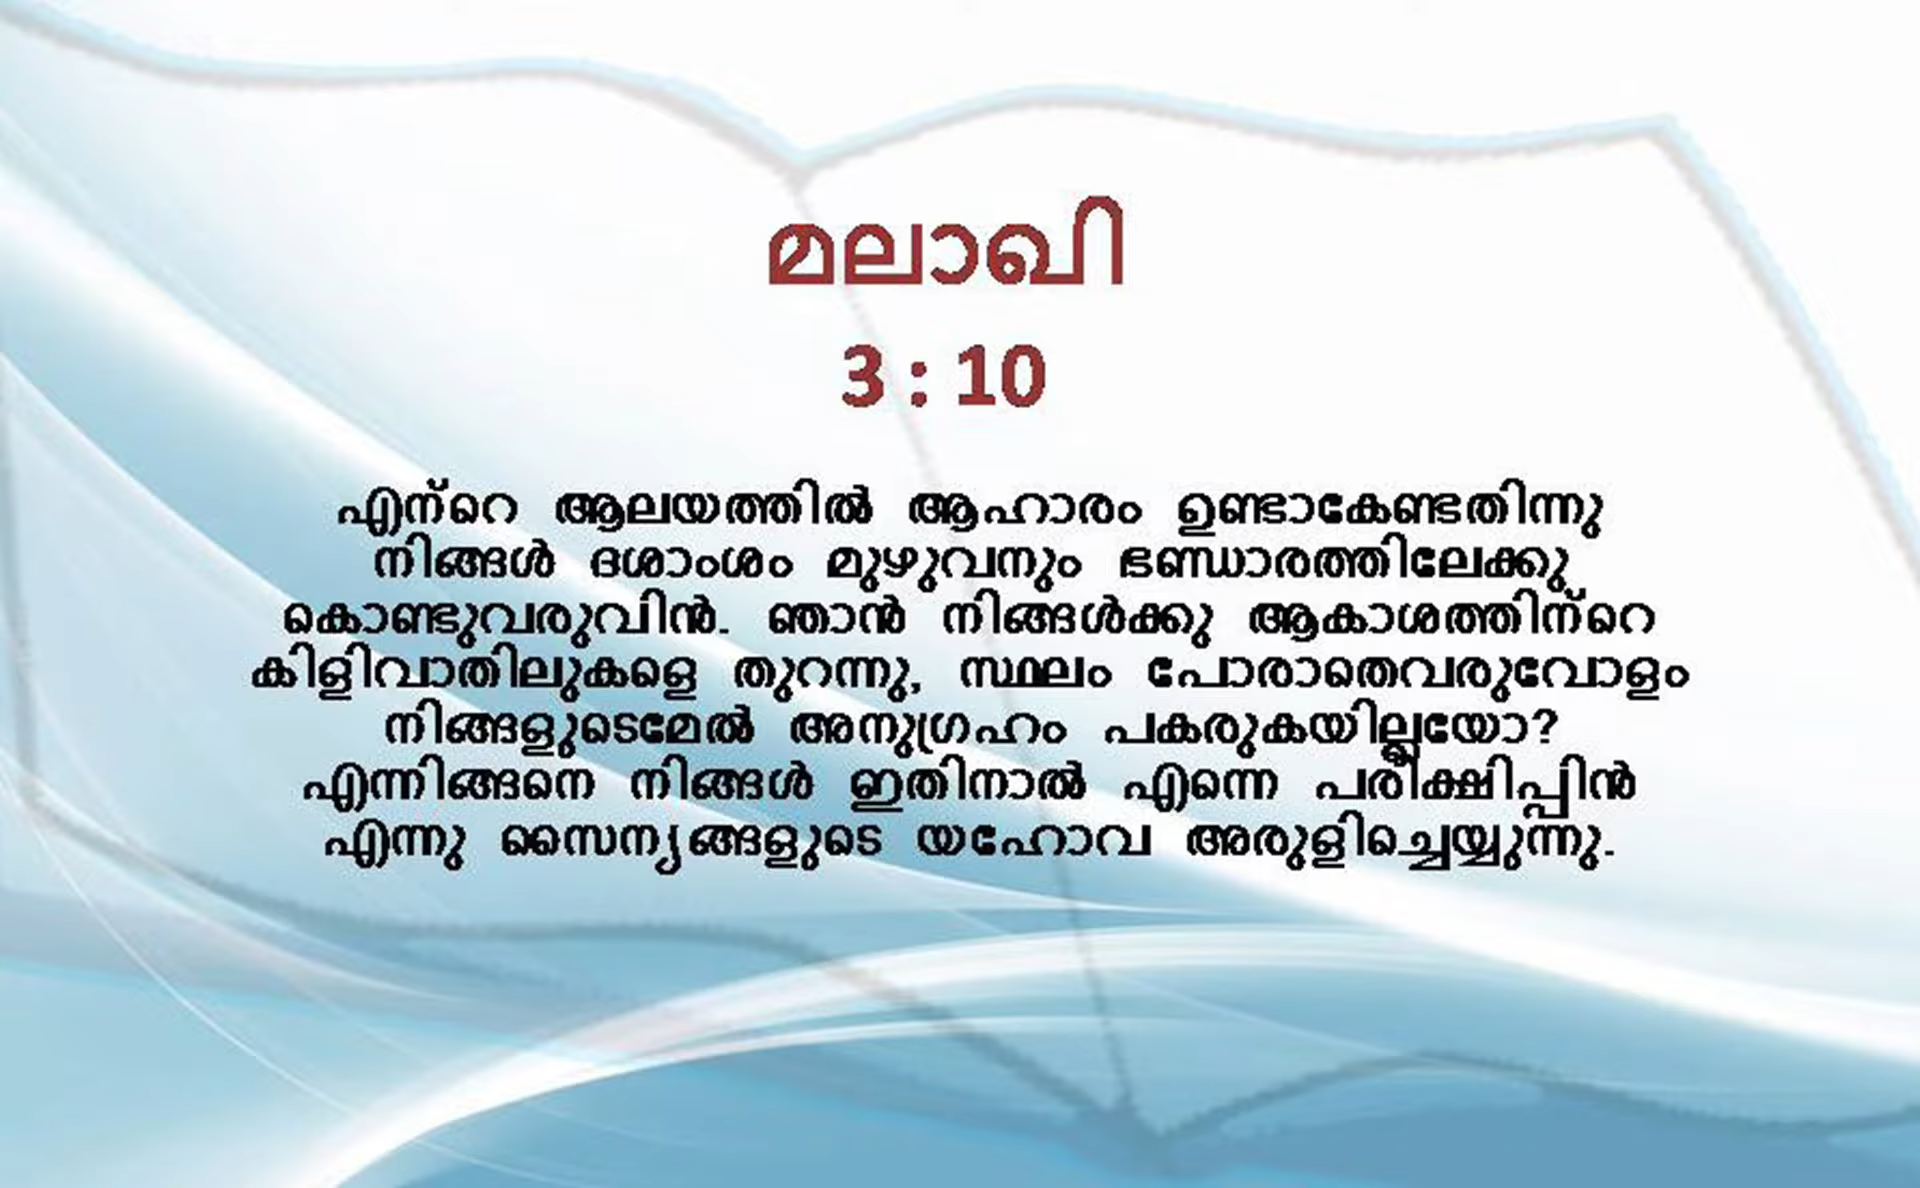 മലാഖി
3 : 10
എന്റെ ആലയത്തിൽ ആഹാരം ഉണ്ടാകേണ്ടതിന്നു
നിങ്ങൾ ദശാംശം മുഴുവനും ഭണ്ഡാരത്തിലേക്കു
കൊണ്ടുവരുവിൻ. ഞാൻ നിങ്ങൾക്കു ആകാശത്തിന്റെ
കിളിവാതിലുകളെ തുറന്നു, സ്ഥലം പോരാതെവരുവോളം
നിങ്ങളുടെമേൽ അനുഗ്രഹം പകരുകയില്ലയോ?
എന്നിങ്ങനെ നിങ്ങൾ ഇതിനാൽ എന്നെ പരീക്ഷിപ്പിൻ
എന്നു സൈന്യങ്ങളുടെ യഹോവ അരുളിച്ചെയ്യുന്നു.